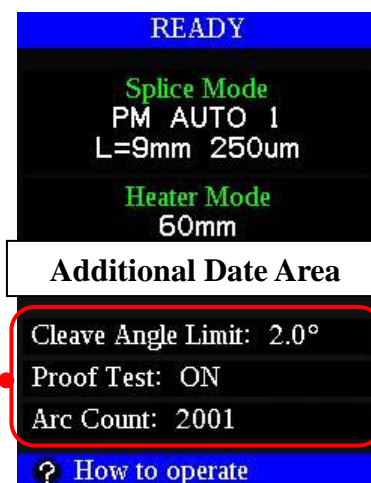 READY
Splice Mode
PM AUTO 1
L=9mm 250um
Heater Mode
60mm
Additional Date Area
Cleave Angle Limit: 2.0°
Proof Test: ON
Arc Count: 2001
? How to operate